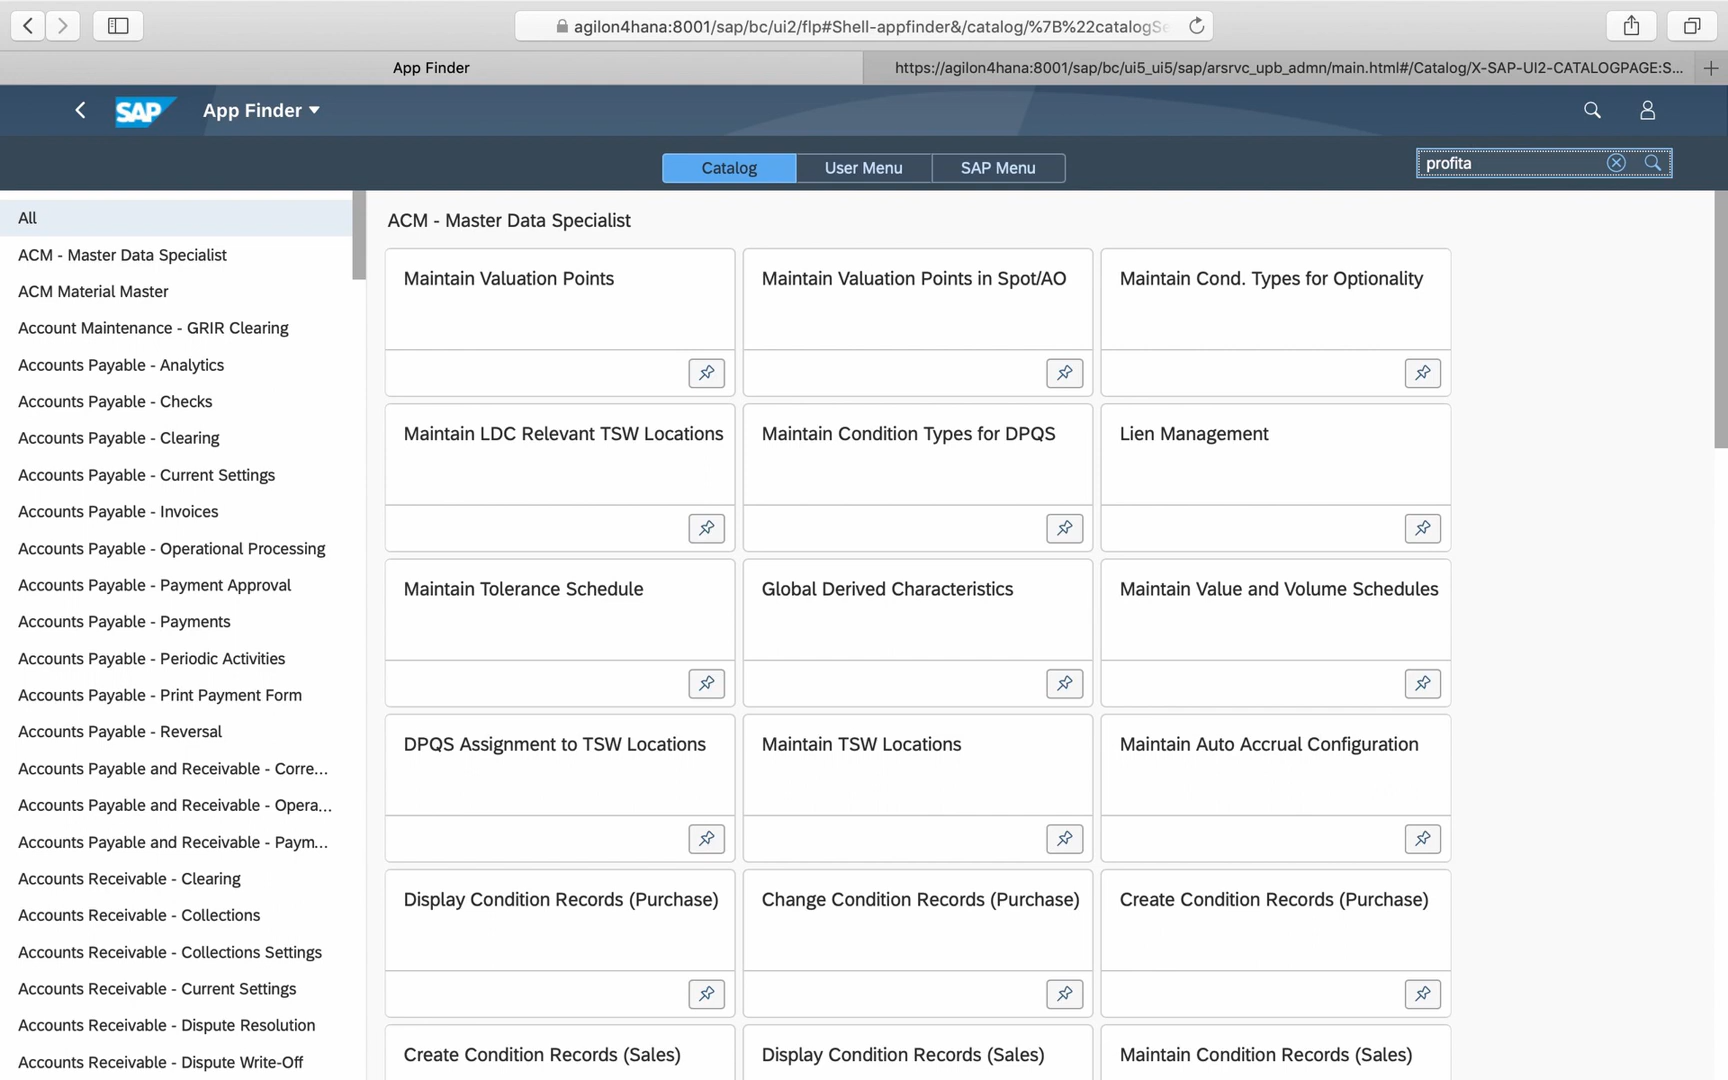 agilon4hana:8001/sap/bc/ui2/flp#Shell-appfinder&/catalog/%7B%22catalogSe
App Finder
https://agilon4hana:8001/sap/bc/ui5_ui5/sap/arsrvc_upb_admn/main.html#/Catalog/X-SAP-UI2-CATALOGPAGE:S...
SAP
App Finder
Catalog
User Menu
SAP Menu
profita
All
ACM - Master Data Specialist
ACM Material Master
Account Maintenance - GRIR Clearing
Accounts Payable - Analytics
Accounts Payable - Checks
Accounts Payable - Clearing
Accounts Payable - Current Settings
Accounts Payable - Invoices
Accounts Payable - Operational Processing
Accounts Payable - Payment Approval
Accounts Payable - Payments
Accounts Payable - Periodic Activities
Accounts Payable - Print Payment Form
Accounts Payable - Reversal
Accounts Payable and Receivable - Corre...
Accounts Payable and Receivable - Opera...
Accounts Payable and Receivable - Paym...
Accounts Receivable - Clearing
Accounts Receivable - Collections
Accounts Receivable - Collections Settings
Accounts Receivable - Current Settings
Accounts Receivable - Dispute Resolution
Accounts Receivable - Dispute Write-Off
ACM - Master Data Specialist
Maintain Valuation Points
Maintain Valuation Points in Spot/AO
Maintain Cond. Types for Optionality
Maintain LDC Relevant TSW Locations
Maintain Condition Types for DPQS
Lien Management
Maintain Tolerance Schedule
Global Derived Characteristics
Maintain Value and Volume Schedules
DPQS Assignment to TSW Locations
Maintain TSW Locations
Maintain Auto Accrual Configuration
Display Condition Records (Purchase)
Change Condition Records (Purchase)
Create Condition Records (Purchase)
Create Condition Records (Sales)
Display Condition Records (Sales)
Maintain Condition Records (Sales)